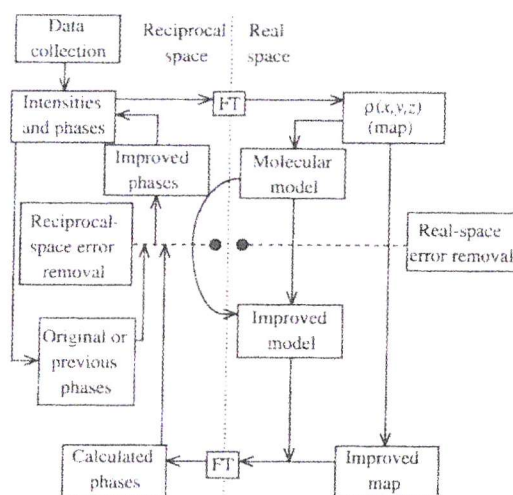 Data
collection
Reciprocal
space
Real
space
Intensities
and phases
FT
ρ(x,y,z)
(map)
Improved
phases
Molecular
model
Reciprocal-
space error
removal
Real-space
error removal
Improved
model
Original or
previous
phases
Calculated
phases
FT
Improved
map